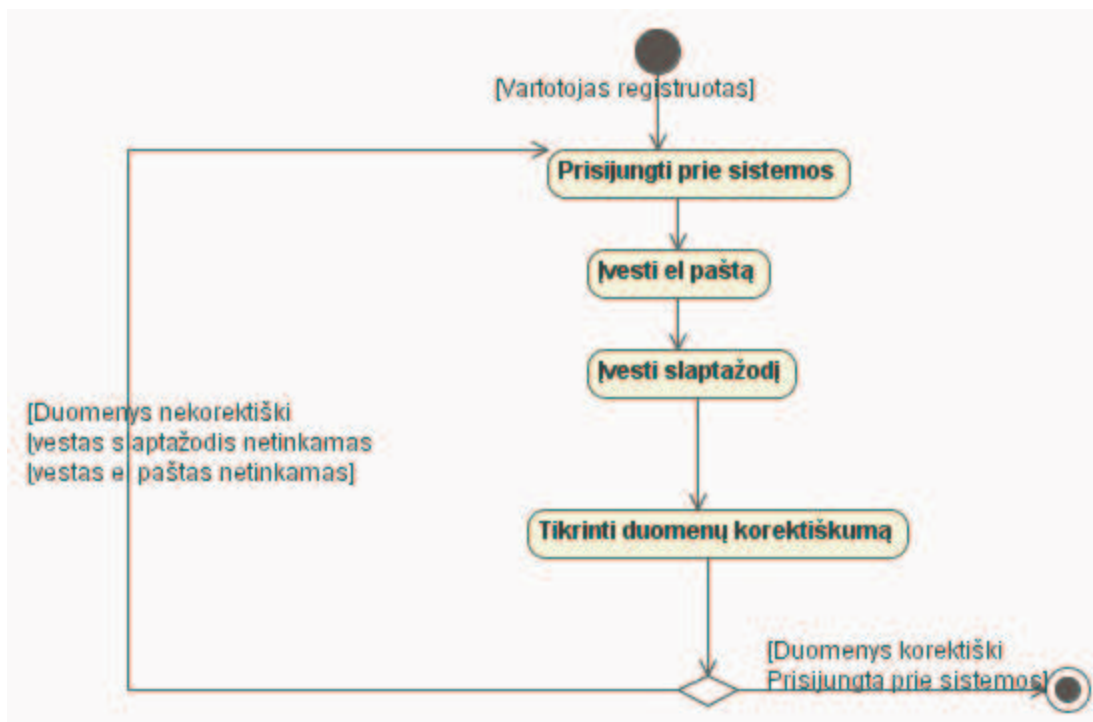 [Vartotojas registruotas]
Prisijungti prie sistemos
Įvesti el paštą
Įvesti slaptažodį
[Duomenys nekorektiški
Įvestas slaptažodis netinkamas
Įvestas el paštas netinkamas]
Tikrinti duomenų korektiškumą
[Duomenys korektiški
Prisijungta prie sistemos]